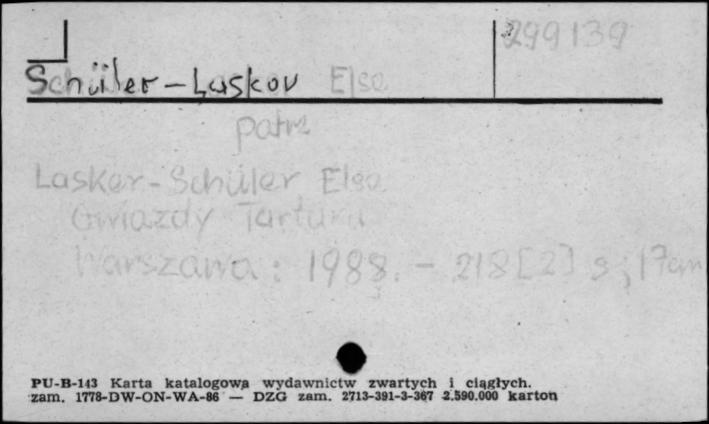 299139
Schüler-Laskov Else
patrz
Lasker-Schüler Else
Gwiazdy Tartaru
Warszawa: 1988. - 218 [2] s; 17cm
PU-B-143 Karta katalogowa wydawnictw zwartych i ciągłych.
zam. 1778-DW-ON-WA-86 — DZG zam. 2713-391-3-367 2.590.000 karton